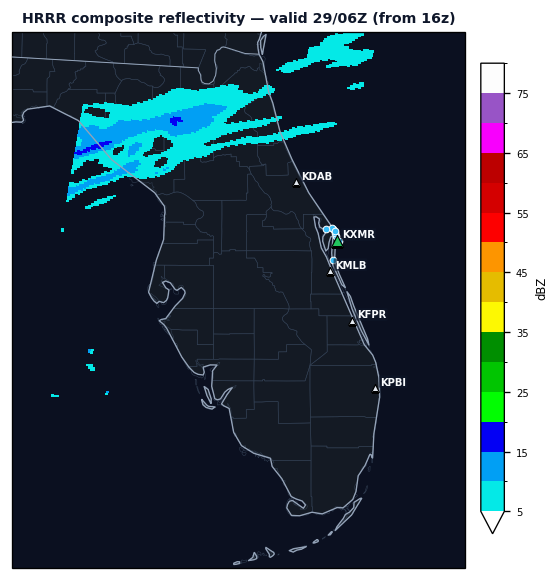 HRRR composite reflectivity — valid 29/06Z (from 16z)
KDAB
KXMR
KMLB
KFPR
KPBI
75
65
55
45
35
25
15
5
dBZ